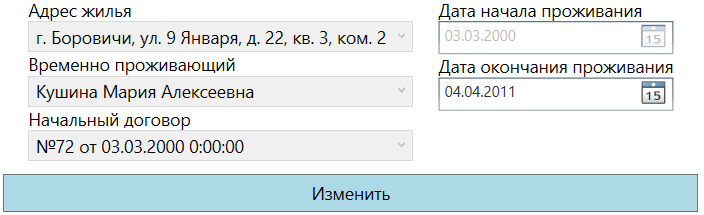 Адрес жилья
г. Боровичи, ул. 9 Января, д. 22, кв. 3, ком. 2
Временно проживающий
Кушина Мария Алексеевна
Начальный договор
№72 от 03.03.2000 0:00:00
Дата начала проживания
03.03.2000
15
Дата окончания проживания
04.04.2011
15
Изменить